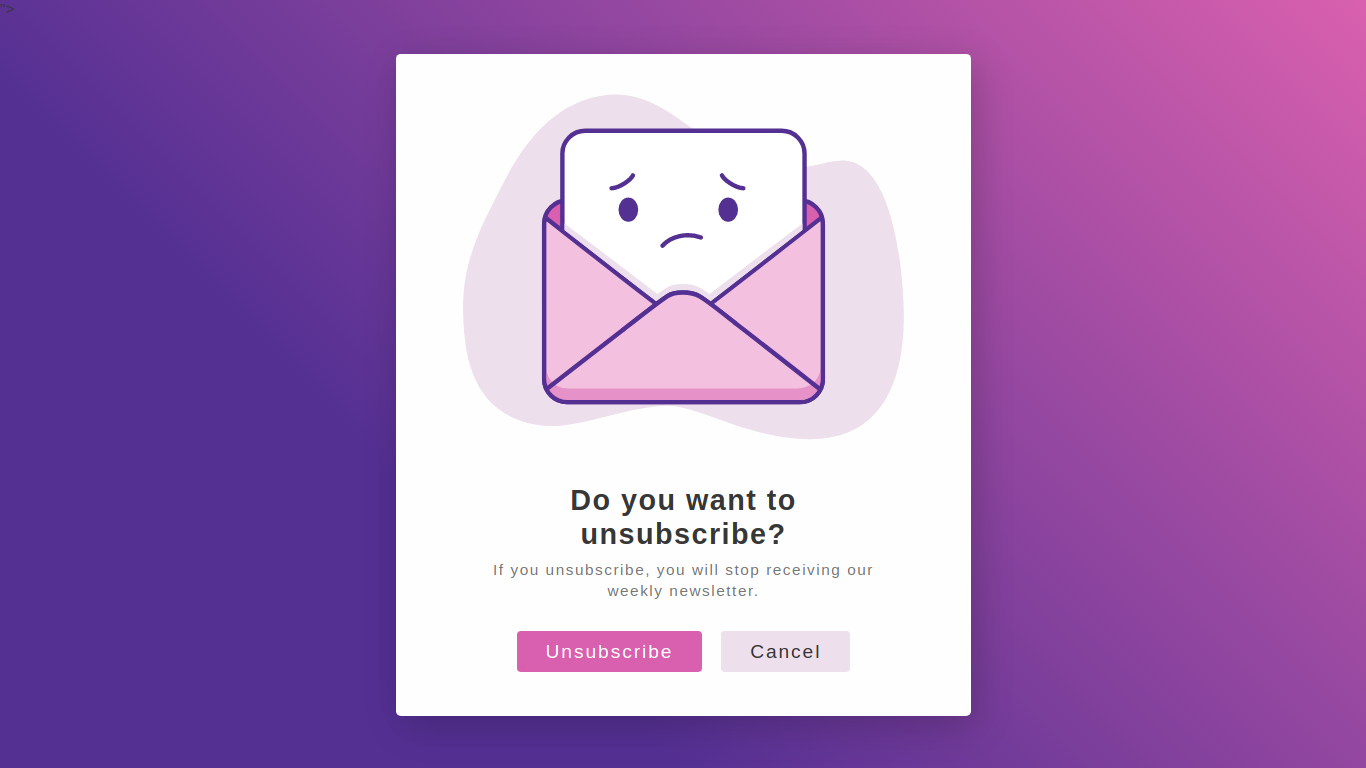 ">
Do you want to
unsubscribe?
If you unsubscribe, you will stop receiving our
weekly newsletter.
Unsubscribe
Cancel